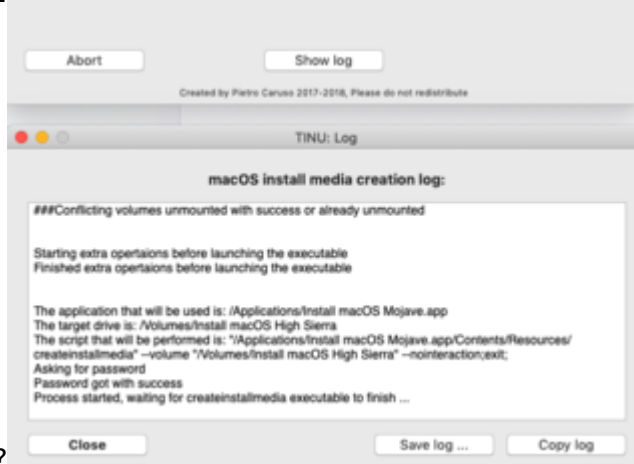 Abort
Show log
Created by Pietro Caruso 2017-2018, Please do not redistribute
TINU: Log
macOS install media creation log:
###Conflicting volumes unmounted with success or already unmounted
Starting extra opertaions before launching the executable
Finished extra opertaions before launching the executable
The application that will be used is: /Applications/Install macOS Mojave.app
The target drive is: /Volumes/Install macOS High Sierra
The script that will be performed is: "/Applications/Install macOS Mojave.app/Contents/Resources/
createinstallmedia" --volume "/Volumes/Install macOS High Sierra" --nointeraction;exit;
Asking for password
Password got with success
Process started, waiting for createinstallmedia executable to finish ...
?
Close
Save log ...
Copy log